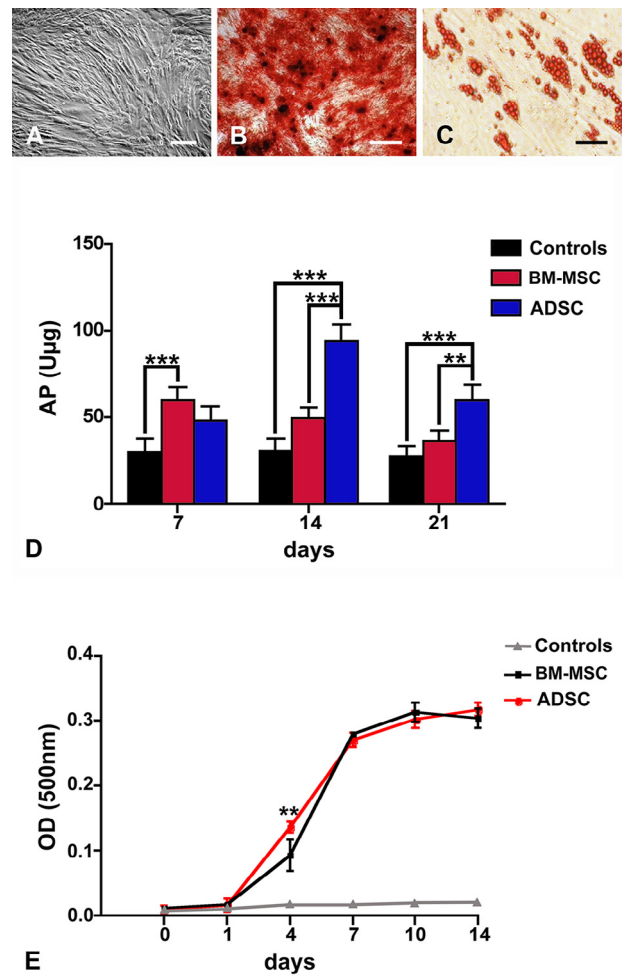 A
B
C
150
100
50
0
AP (Uµg)
***
***
***
***
**
Controls
BM-MSC
ADSC
7
14
21
days
D
0.4
0.3
0.2
0.1
0.0
OD (500nm)
**
Controls
BM-MSC
ADSC
0
1
4
7
10
14
days
E